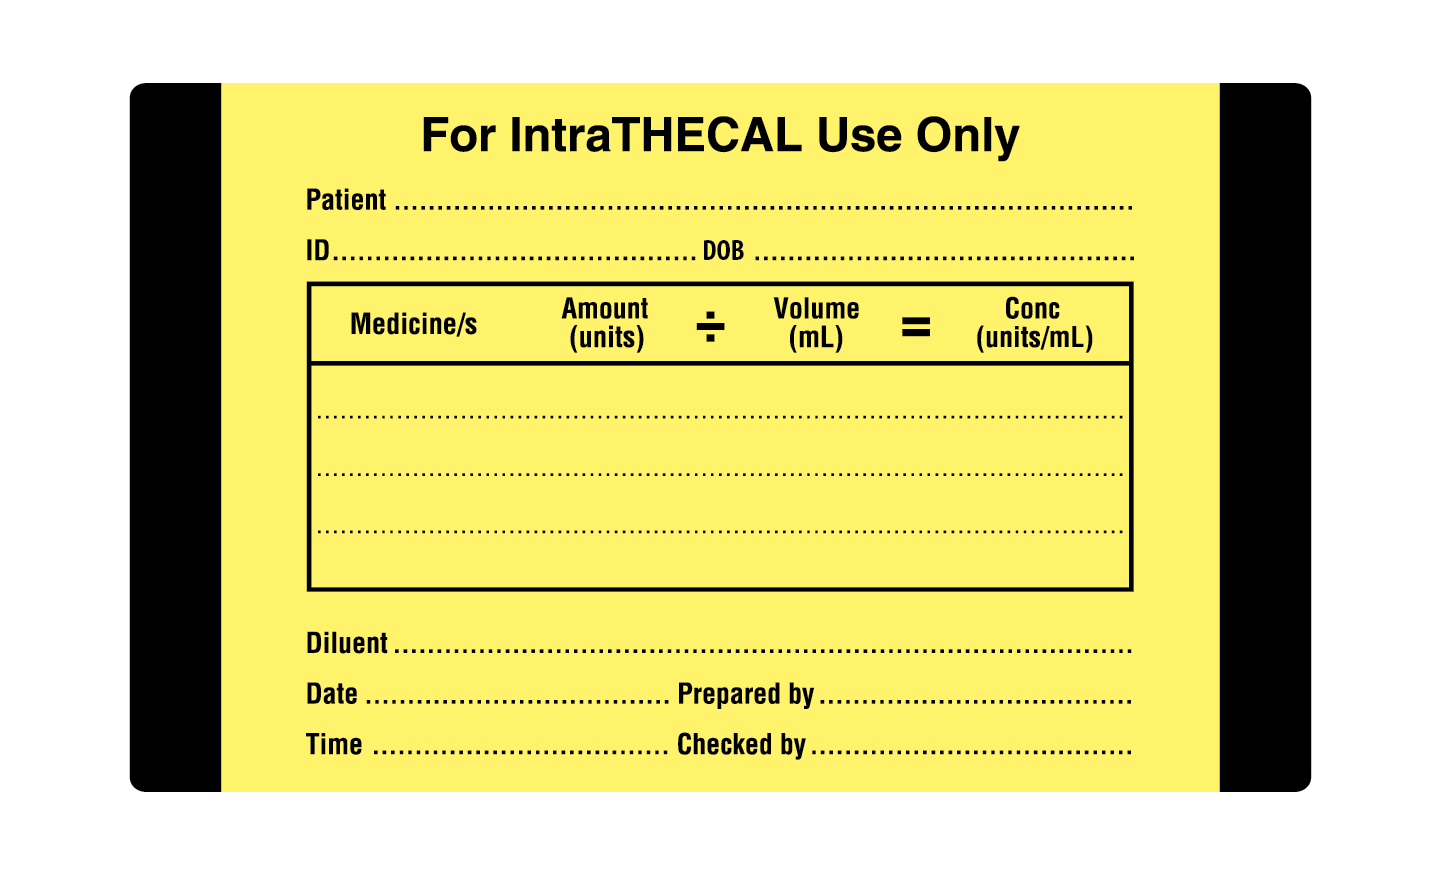 For IntraTHECAL Use Only
Patient ........................................................................................
ID........................................... DOB .............................................
Medicine/s Amount (units) ÷ Volume (mL) = Conc (units/mL)
Diluent ........................................................................................
Date .................................... Prepared by.....................................
Time ................................... Checked by......................................